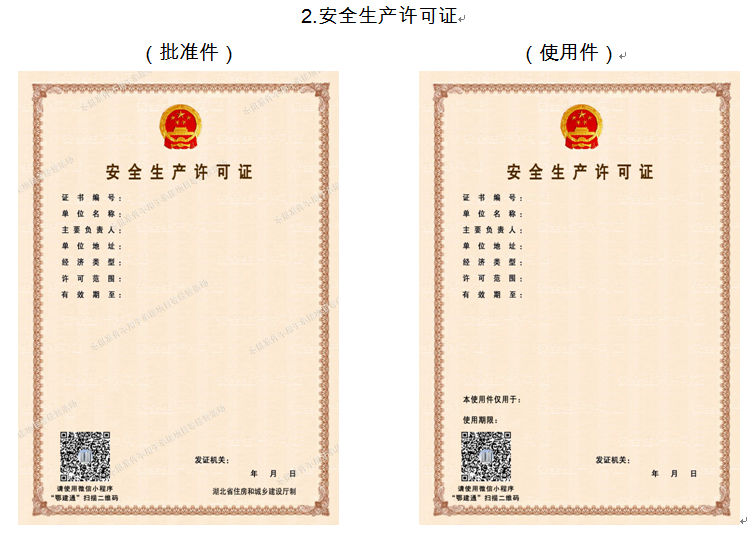 2.安全生产许可证
（批准件）
（使用件）
安全生产许可证
证书编号：
单位名称：
主要负责人：
单位地址：
经济类型：
许可范围：
有效期至：
发证机关：
年 月 日
请使用微信小程序
“鄂建通”扫描二维码
湖北省住房和城乡建设厅制
安全生产许可证
证书编号：
单位名称：
主要负责人：
单位地址：
经济类型：
许可范围：
有效期至：
本使用件仅用于：
使用期限：
发证机关：
年 月 日
请使用微信小程序
“鄂建通”扫描二维码